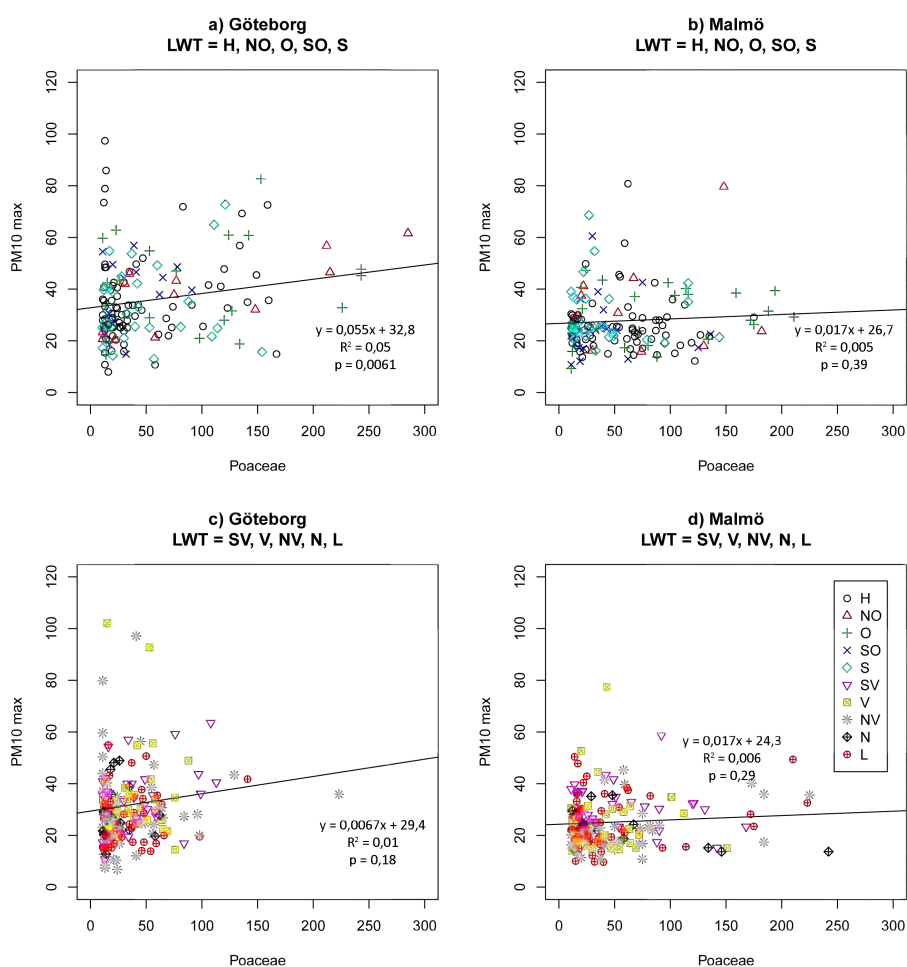 a) Göteborg
LWT = H, NO, O, SO, S
PM10 max
120
100
80
60
40
20
0
y = 0,055x + 32,8
R² = 0,05
p = 0,0061
0 50 100 150 200 250 300
Poaceae
b) Malmö
LWT = H, NO, O, SO, S
PM10 max
120
100
80
60
40
20
0
y = 0,017x + 26,7
R² = 0,005
p = 0,39
0 50 100 150 200 250 300
Poaceae
c) Göteborg
LWT = SV, V, NV, N, L
PM10 max
120
100
80
60
40
20
0
y = 0,0067x + 29,4
R² = 0,01
p = 0,18
0 50 100 150 200 250 300
Poaceae
d) Malmö
LWT = SV, V, NV, N, L
PM10 max
120
100
80
60
40
20
0
y = 0,017x + 24,3
R² = 0,006
p = 0,29
H
NO
O
SO
S
SV
V
NV
N
L
0 50 100 150 200 250 300
Poaceae